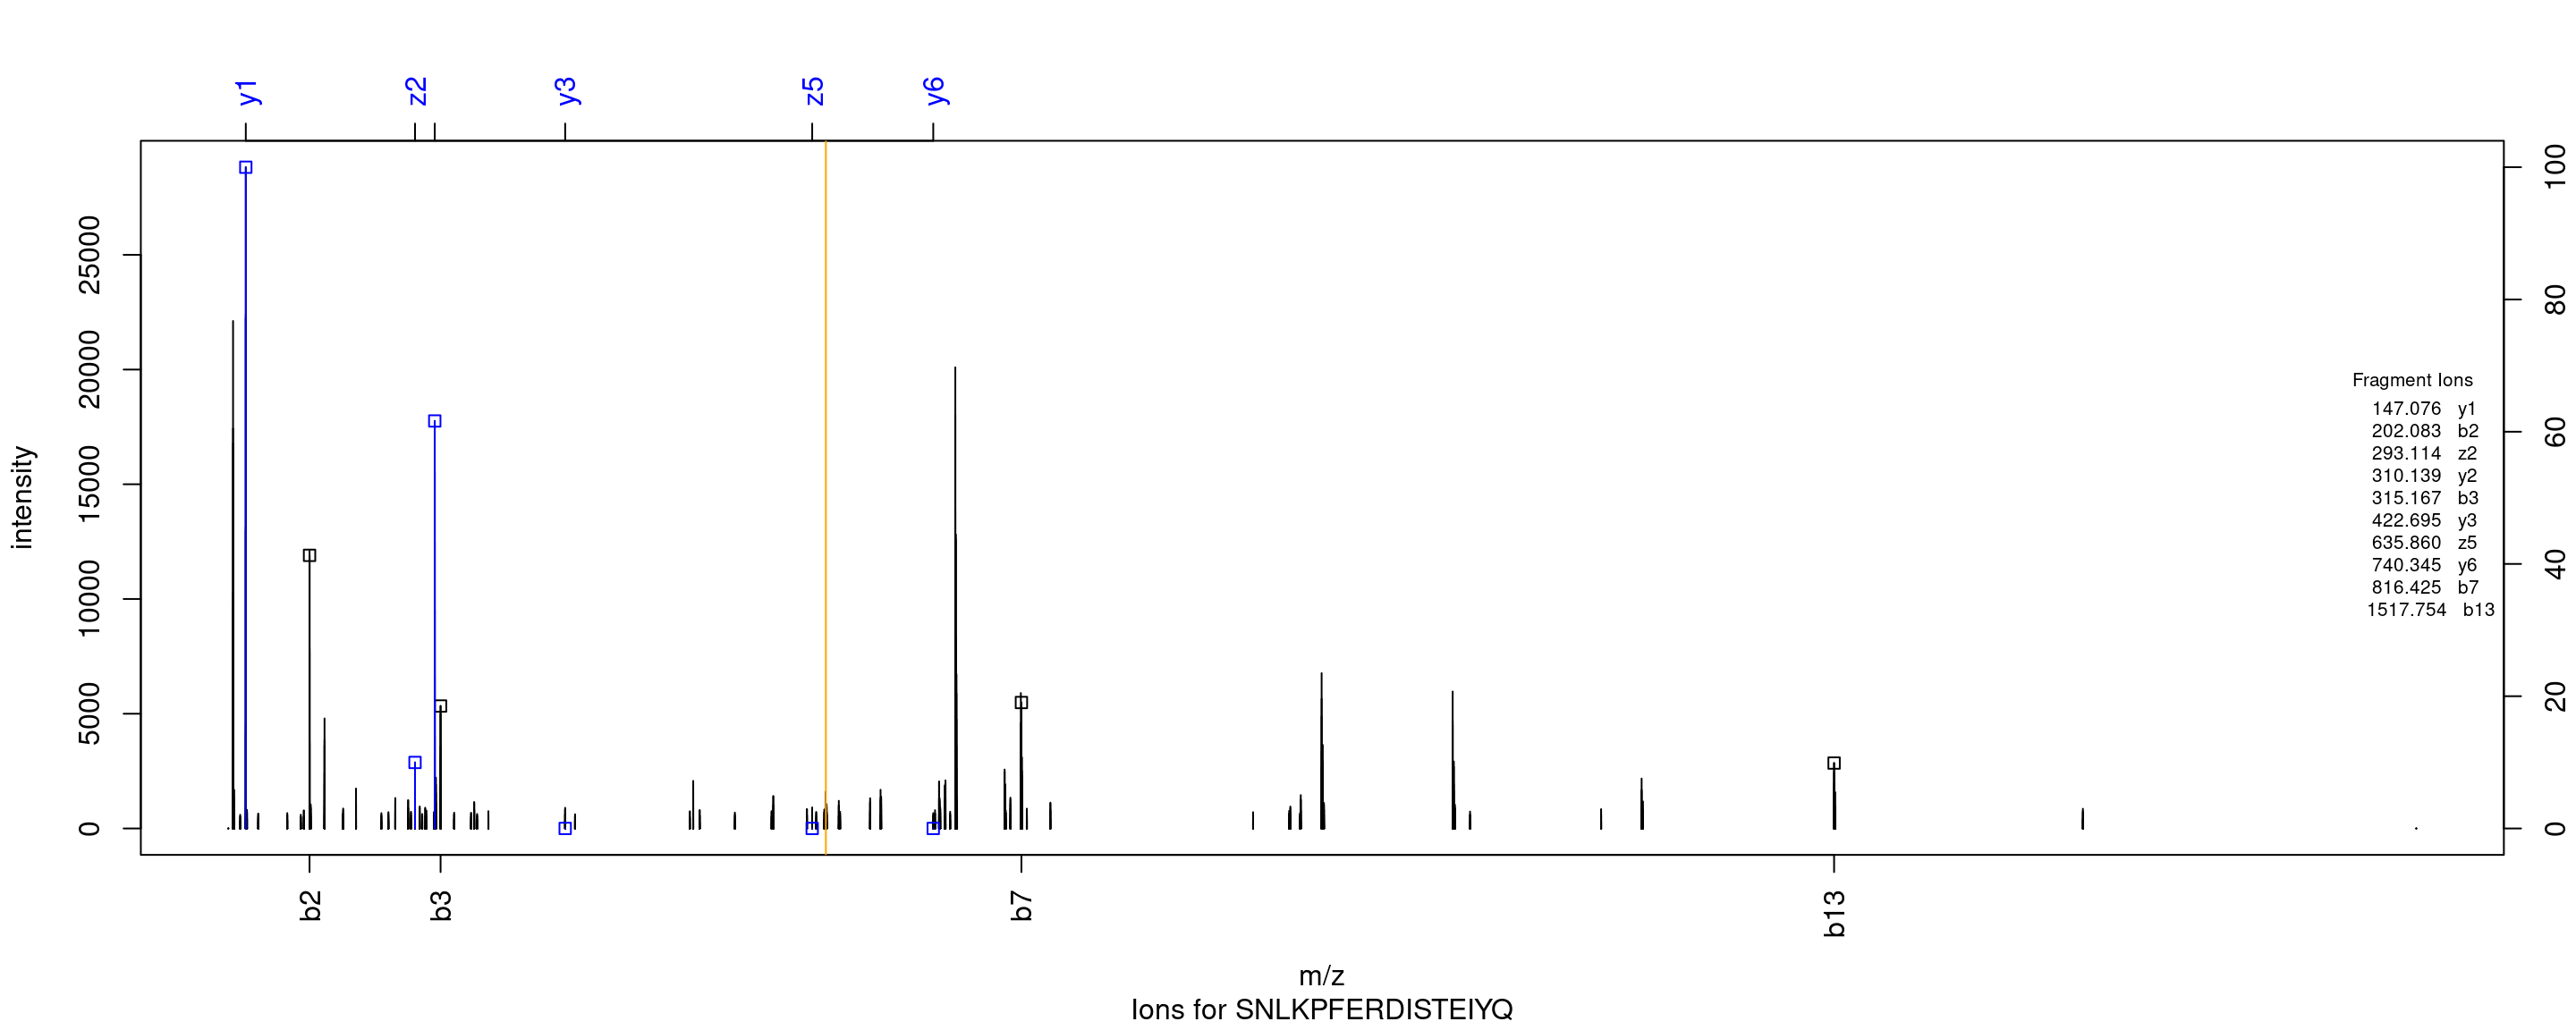 y1 z2 y3 z5 y6
intensity
0 5000 10000 15000 20000 25000
0 20 40 60 80 100
Fragment Ions
147.076 y1
202.083 b2
293.114 z2
310.139 y2
315.167 b3
422.695 y3
635.860 z5
740.345 y6
816.425 b7
1517.754 b13
b2 b3 b7 b13
m/z
Ions for SNLKPFERDISTEIYQ